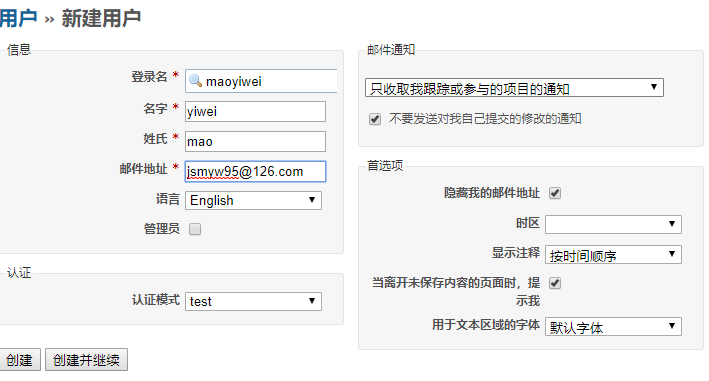 用户 » 新建用户
信息
登录名 * maoyiwei
名字 * yiwei
姓氏 * mao
邮件地址 * jsmyw95@126.com
语言 English
管理员
认证
认证模式 test
创建 创建并继续
邮件通知
只收取我跟踪或参与的项目的通知
不要发送对我自己提交的修改的通知
首选项
隐藏我的邮件地址
时区
显示注释 按时间顺序
当离开未保存内容的页面时，提
示我
用于文本区域的字体 默认字体